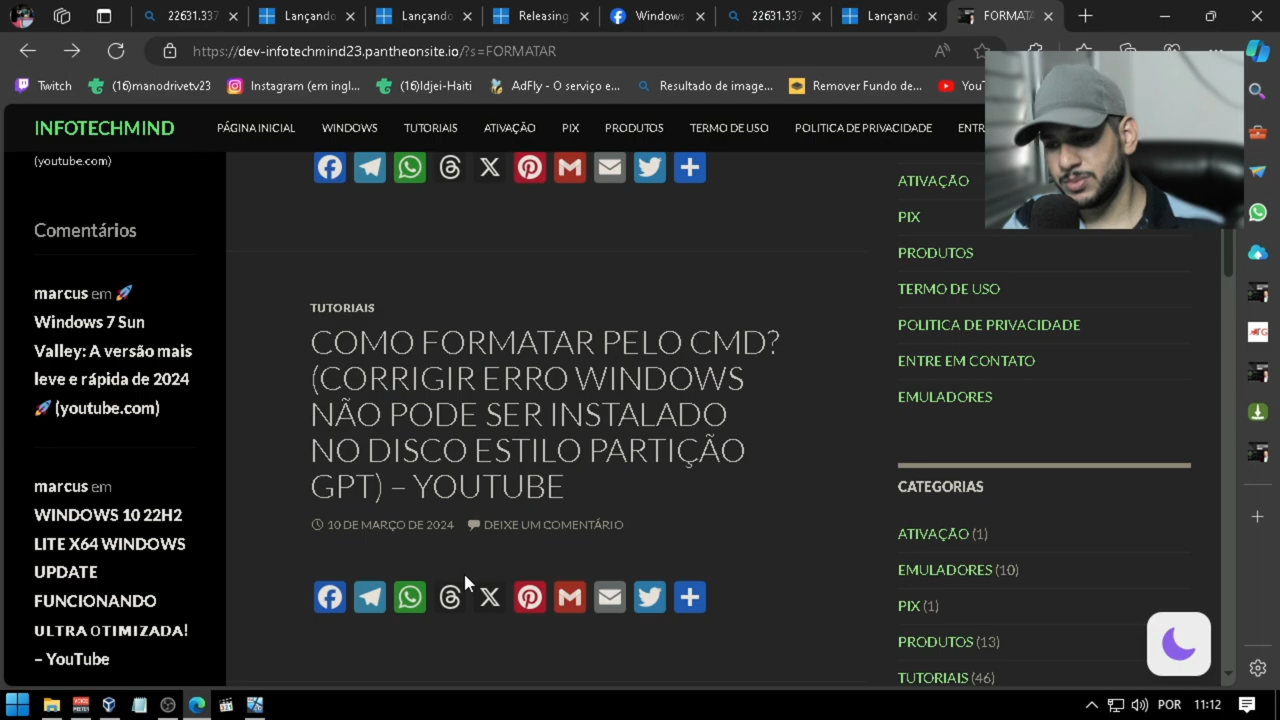 22631.337
Lançando
Lançando
Releasing
Windows
22631.337
Lançando
FORMATA
https://dev-infotechmind23.pantheonsite.io/?s=FORMATAR
Twitch
(16)manodrivetv23
Instagram (em ingl...
(16)ldjei-Haiti
AdFly - O serviço e...
Resultado de image...
Remover Fundo de...
INFOTECHMIND
PÁGINA INICIAL
WINDOWS
TUTORIAIS
ATIVAÇÃO
PIX
PRODUTOS
TERMO DE USO
POLITICA DE PRIVACIDADE
(youtube.com)
Comentários
marcus em 🚀
Windows 7 Sun
Valley: A versão mais
leve e rápida de 2024
🚀 (youtube.com)
marcus em
WINDOWS 10 22H2
LITE X64 WINDOWS
UPDATE
FUNCIONANDO
ULTRA OTIMIZADA!
– YouTube
TUTORIAIS
COMO FORMATAR PELO CMD?
(CORRIGIR ERRO WINDOWS
NÃO PODE SER INSTALADO
NO DISCO ESTILO PARTIÇÃO
GPT) – YOUTUBE
10 DE MARÇO DE 2024
DEIXE UM COMENTÁRIO
ATIVAÇÃO
PIX
PRODUTOS
TERMO DE USO
POLITICA DE PRIVACIDADE
ENTRE EM CONTATO
EMULADORES
CATEGORIAS
ATIVAÇÃO (1)
EMULADORES (10)
PIX (1)
PRODUTOS (13)
TUTORIAIS (46)
POR
11:12